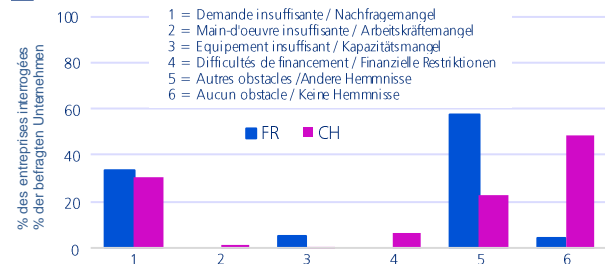 % des entreprises interrogées
% der befragten Unternehmen
100
80
60
40
20
0
1 = Demande insuffisante / Nachfragemangel
2 = Main-d'oeuvre insuffisante / Arbeitskräftemangel
3 = Equipement insuffisant / Kapazitätsmangel
4 = Difficultés de financement / Finanzielle Restriktionen
5 = Autres obstacles /Andere Hemmnisse
6 = Aucun obstacle / Keine Hemmnisse
FR CH
1 2 3 4 5 6